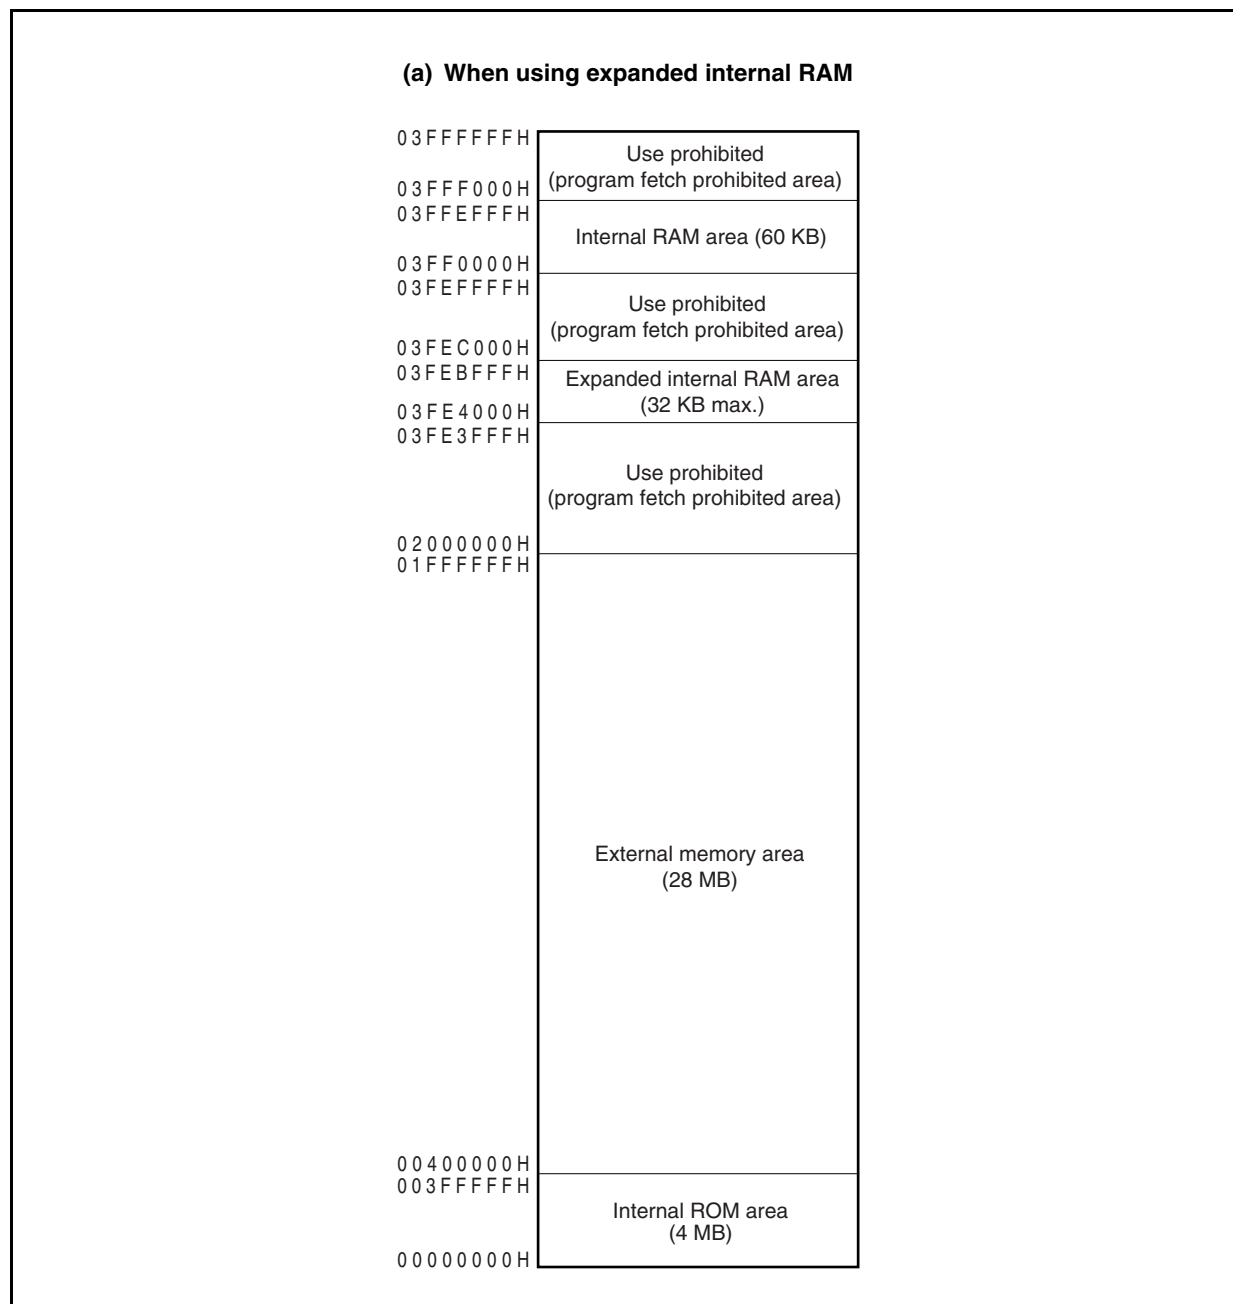 (a) When using expanded internal RAM
03FFFFFFH
Use prohibited
(program fetch prohibited area)
03FFF000H
03FFEFFFH
Internal RAM area (60 KB)
03FF0000H
03FEFFFFH
Use prohibited
(program fetch prohibited area)
03FEC000H
03FEBFFFH
Expanded internal RAM area
(32 KB max.)
03FE4000H
03FE3FFFH
Use prohibited
(program fetch prohibited area)
02000000H
01FFFFFFH
External memory area
(28 MB)
00400000H
003FFFFFH
Internal ROM area
(4 MB)
00000000H